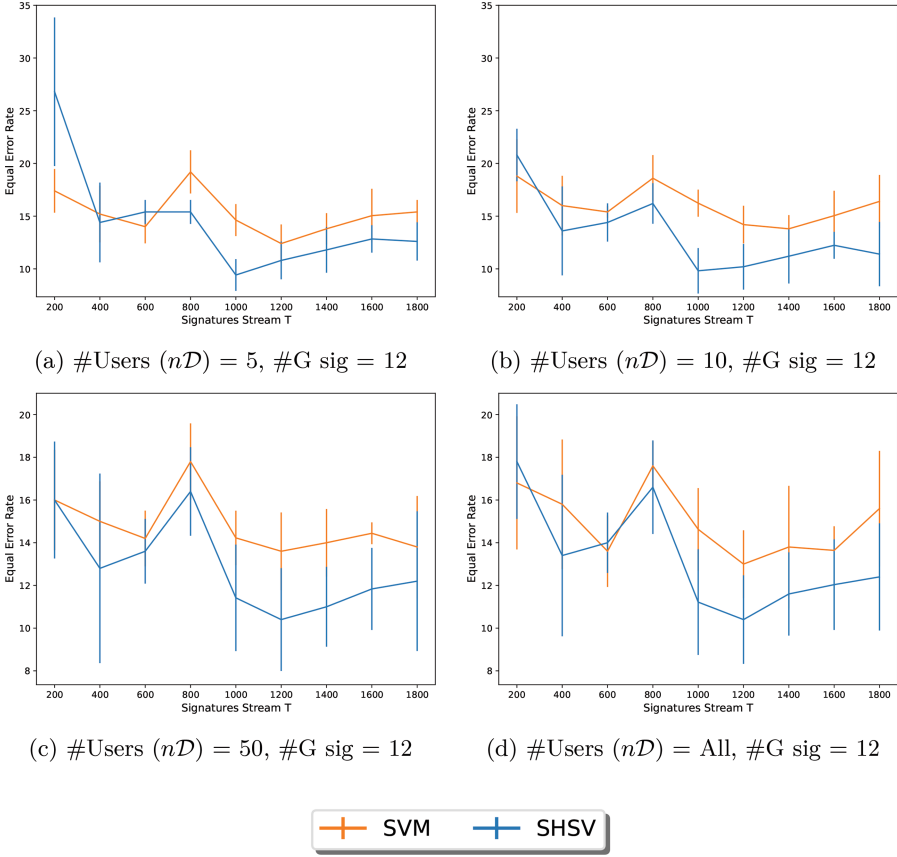 35
30
25
20
15
10
Equal Error Rate
200 400 600 800 1000 1200 1400 1600 1800
Signatures Stream T
(a) #Users (n𝒟) = 5, #G sig = 12
35
30
25
20
15
10
Equal Error Rate
200 400 600 800 1000 1200 1400 1600 1800
Signatures Stream T
(b) #Users (n𝒟) = 10, #G sig = 12
20
18
16
14
12
10
8
Equal Error Rate
200 400 600 800 1000 1200 1400 1600 1800
Signatures Stream T
(c) #Users (n𝒟) = 50, #G sig = 12
20
18
16
14
12
10
8
Equal Error Rate
200 400 600 800 1000 1200 1400 1600 1800
Signatures Stream T
(d) #Users (n𝒟) = All, #G sig = 12
SVM SHSV